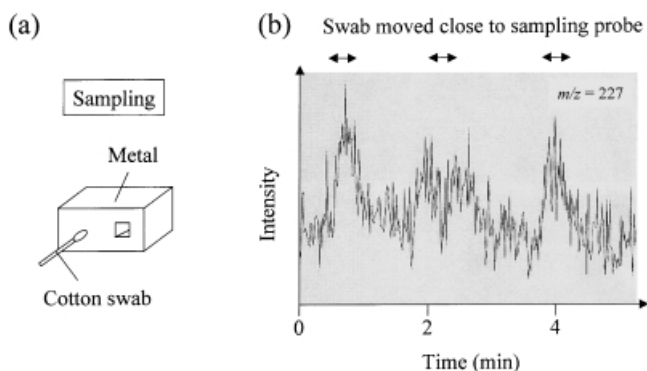 (a)
Sampling
Metal
Cotton swab
(b) Swab moved close to sampling probe
m/z = 227
Intensity
0 2 4
Time (min)